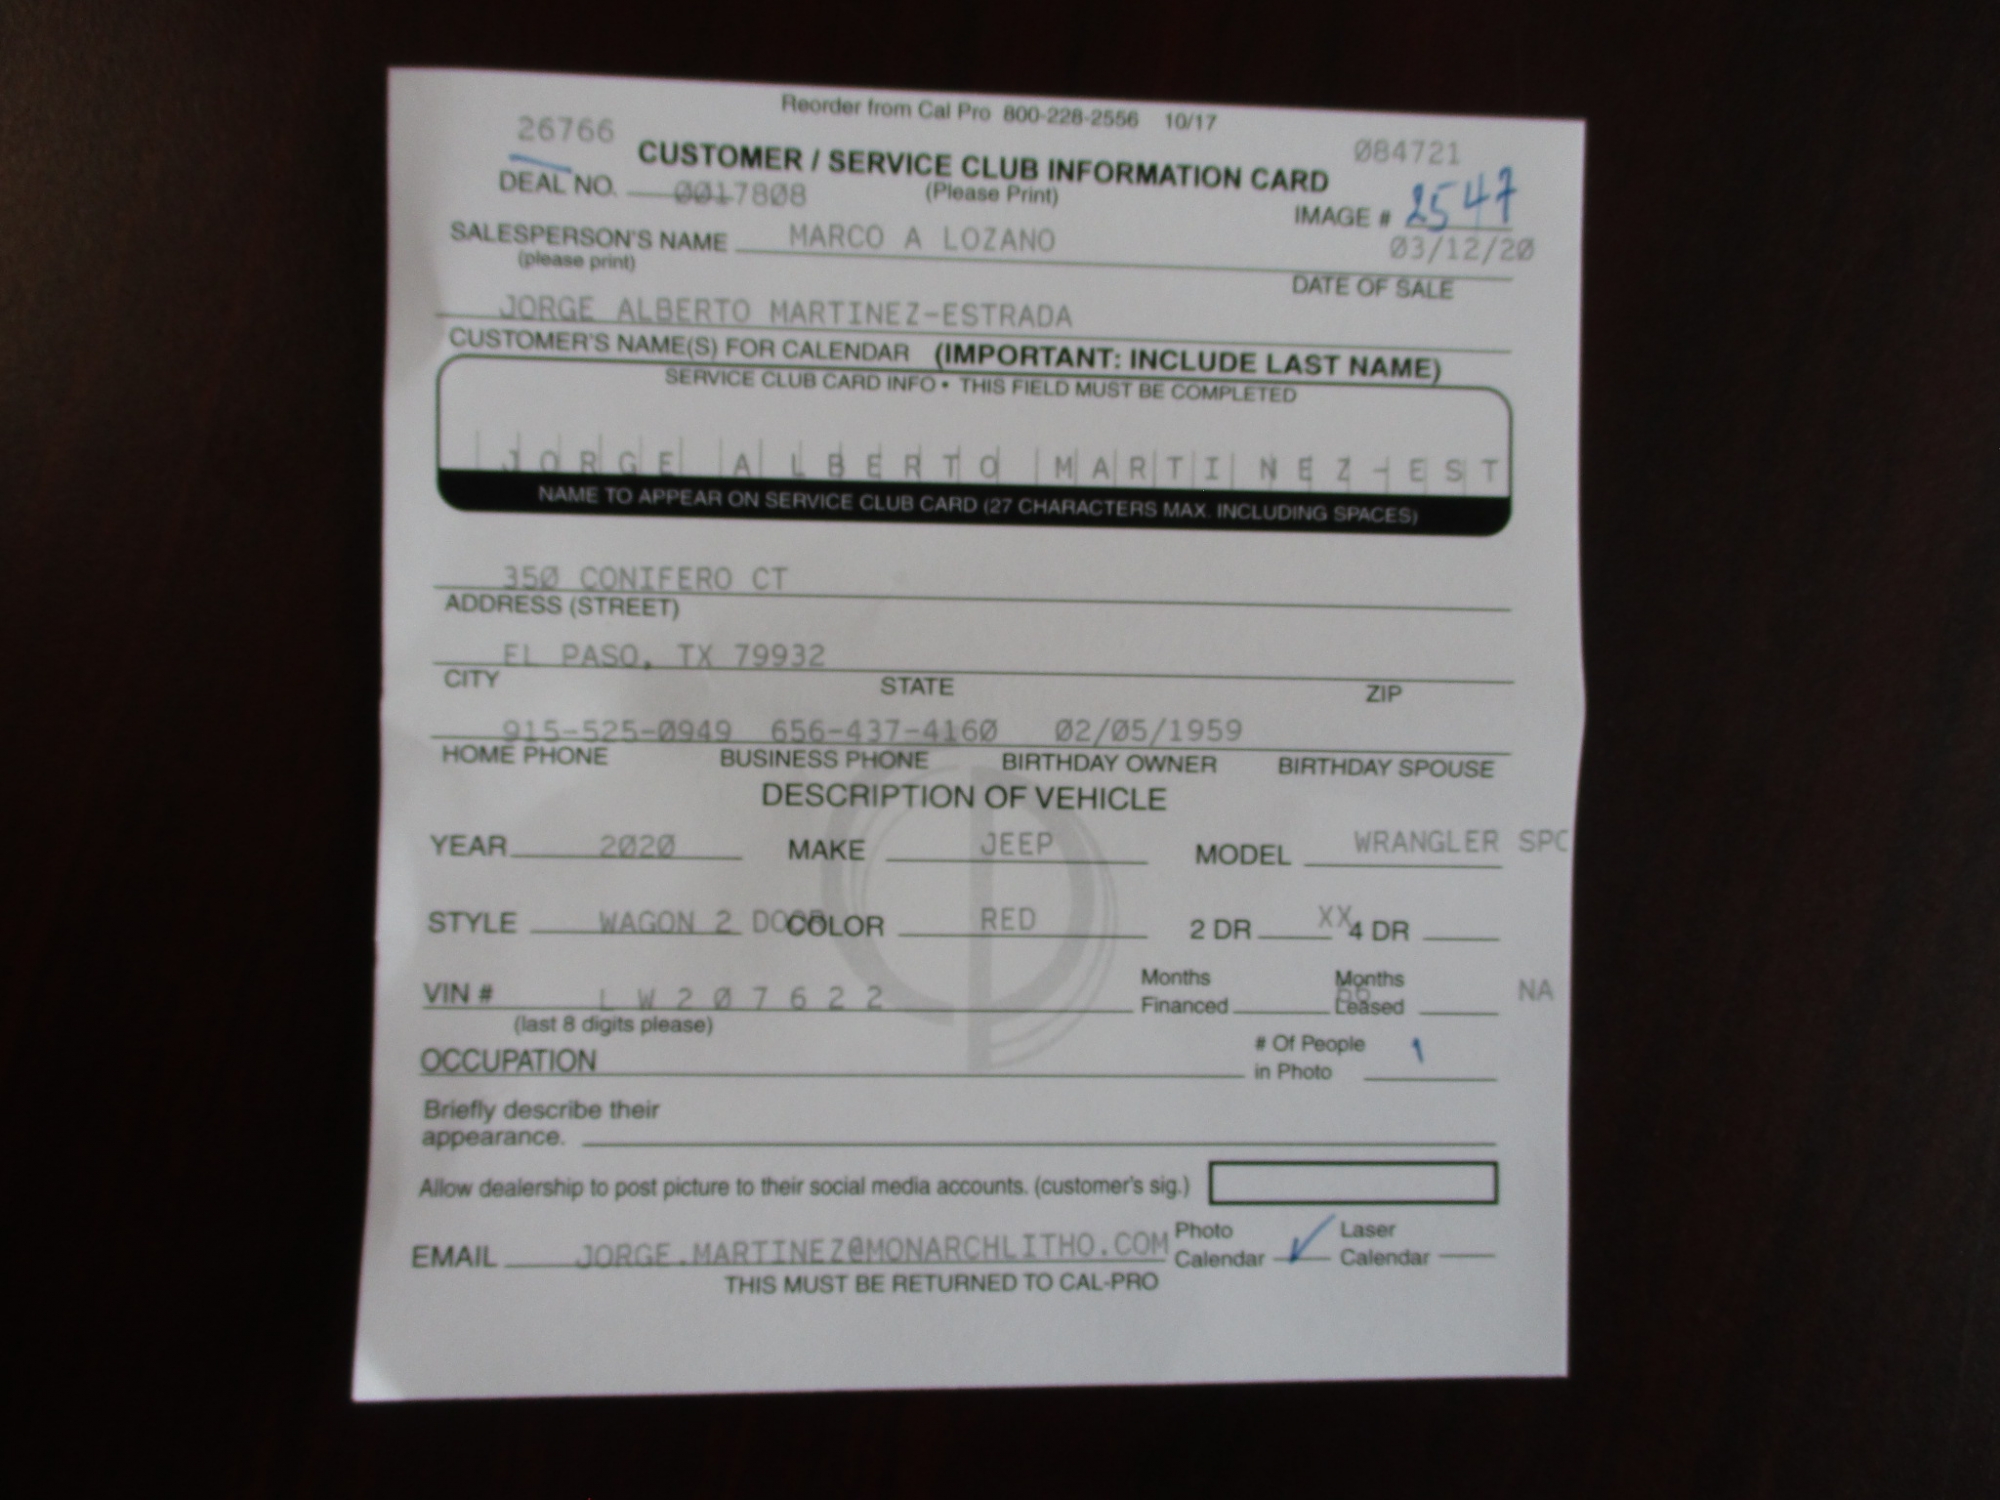 Reorder from Cal Pro 800-228-2556 10/17
26766 084721
CUSTOMER / SERVICE CLUB INFORMATION CARD
DEAL NO. 0017808 (Please Print) IMAGE # 2547
SALESPERSON'S NAME MARCO A LOZANO 03/12/20
(please print) DATE OF SALE
JORGE ALBERTO MARTINEZ-ESTRADA
CUSTOMER'S NAME(S) FOR CALENDAR (IMPORTANT: INCLUDE LAST NAME)
SERVICE CLUB CARD INFO • THIS FIELD MUST BE COMPLETED
JORGE ALBERTO MARTINEZ-EST
NAME TO APPEAR ON SERVICE CLUB CARD (27 CHARACTERS MAX. INCLUDING SPACES)
350 CONIFERO CT
ADDRESS (STREET)
EL PASO, TX 79932
CITY STATE ZIP
915-525-0949 656-437-4160 02/05/1959
HOME PHONE BUSINESS PHONE BIRTHDAY OWNER BIRTHDAY SPOUSE
DESCRIPTION OF VEHICLE
YEAR 2020 MAKE JEEP MODEL WRANGLER SPO
STYLE WAGON 2 DOOR COLOR RED 2 DR XX 4 DR
VIN # LW207622 Months Financed 66 Months Leased NA
(last 8 digits please)
OCCUPATION # Of People in Photo 1
Briefly describe their
appearance.
Allow dealership to post picture to their social media accounts. (customer's sig.)
EMAIL JORGE.MARTINEZ@MONARCHLITHO.COM Photo Calendar ✓ Laser Calendar
THIS MUST BE RETURNED TO CAL-PRO